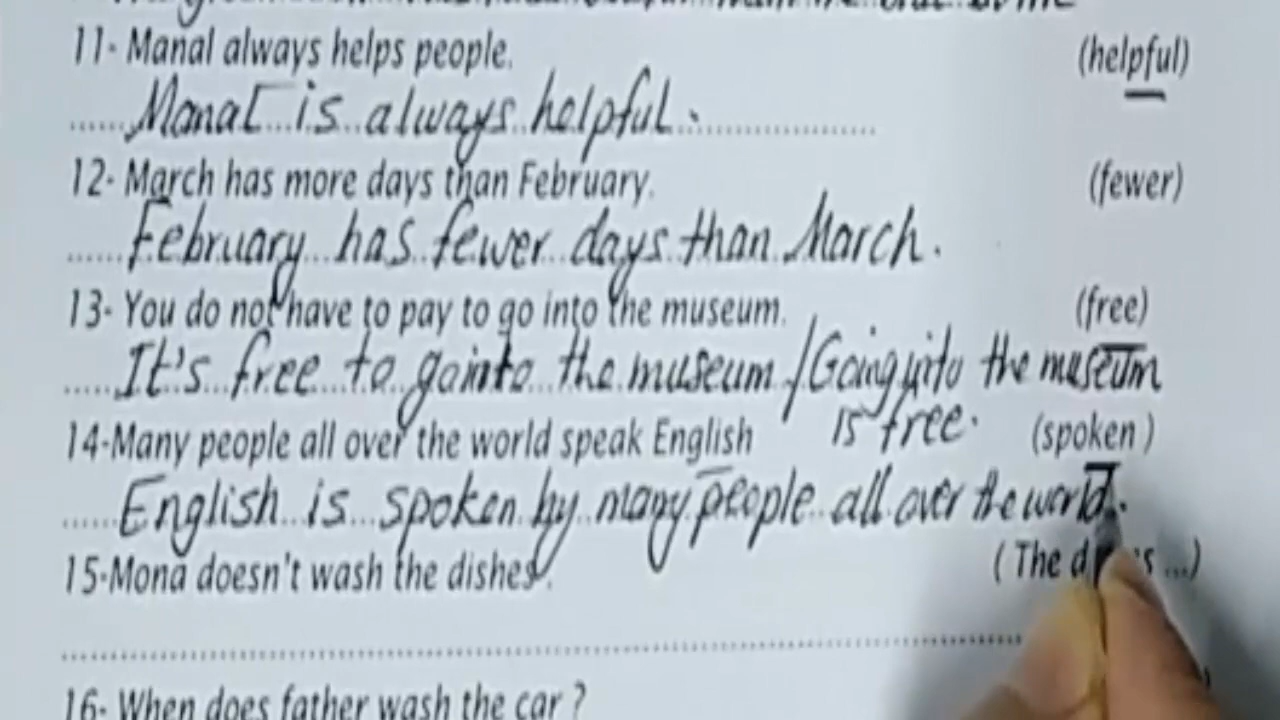 11- Manal always helps people. (helpful)
Manal is always helpful.
12- March has more days than February. (fewer)
February has fewer days than March.
13- You do not have to pay to go into the museum. (free)
It's free to go into the museum / Going into the museum
is free.
14-Many people all over the world speak English (spoken )
English is spoken by many people all over the world.
15-Mona doesn't wash the dishes. ( The ...)
16- When does father wash the car ?